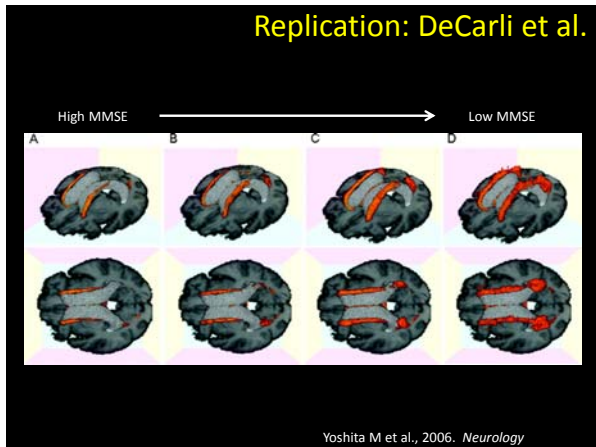 Replication: DeCarli et al.
High MMSE Low MMSE
A B C D
Yoshita M et al., 2006. Neurology